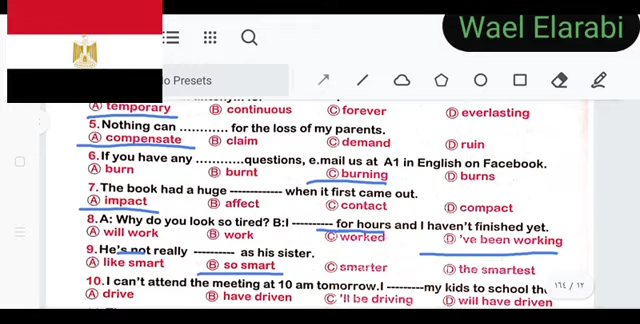 Wael Elarabi
o Presets
Ⓐ temporary Ⓑ continuous Ⓒ forever Ⓓ everlasting
5.Nothing can ............ for the loss of my parents.
Ⓐ compensate Ⓑ claim Ⓒ demand Ⓓ ruin
6.If you have any ............questions, e.mail us at A1 in English on Facebook.
Ⓐ burn Ⓑ burnt Ⓒ burning Ⓓ burns
7.The book had a huge ------------- when it first came out.
Ⓐ impact Ⓑ affect Ⓒ contact Ⓓ compact
8.A: Why do you look so tired? B:I ---------- for hours and I haven't finished yet.
Ⓐ will work Ⓑ work Ⓒ worked Ⓓ 've been working
9.He's not really ---------- as his sister.
Ⓐ like smart Ⓑ so smart Ⓒ smarter Ⓓ the smartest
10.I can't attend the meeting at 10 am tomorrow.I ---------my kids to school th
Ⓐ drive Ⓑ have driven Ⓒ 'll be driving Ⓓ will have driven
١٦٤ / ١٢